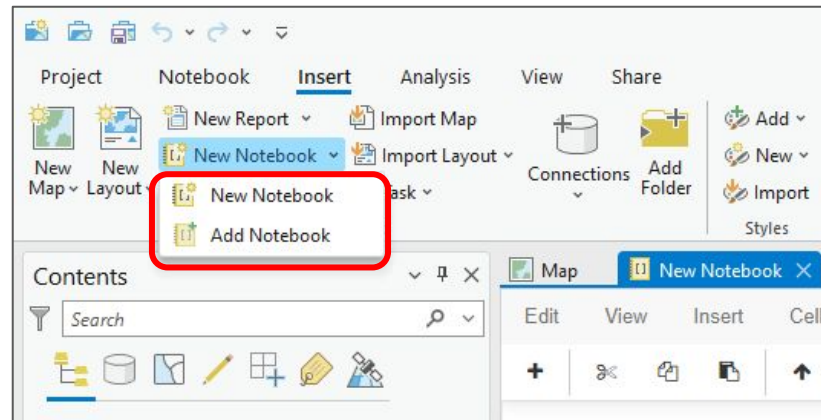 Project Notebook Insert Analysis View Share
New Report Import Map
New Notebook Import Layout
New Map New Layout
ask
Connections
Add Folder
Add
New
Import
Styles
New Notebook
Add Notebook
Contents
Search
Map New Notebook
Edit View Insert Cell